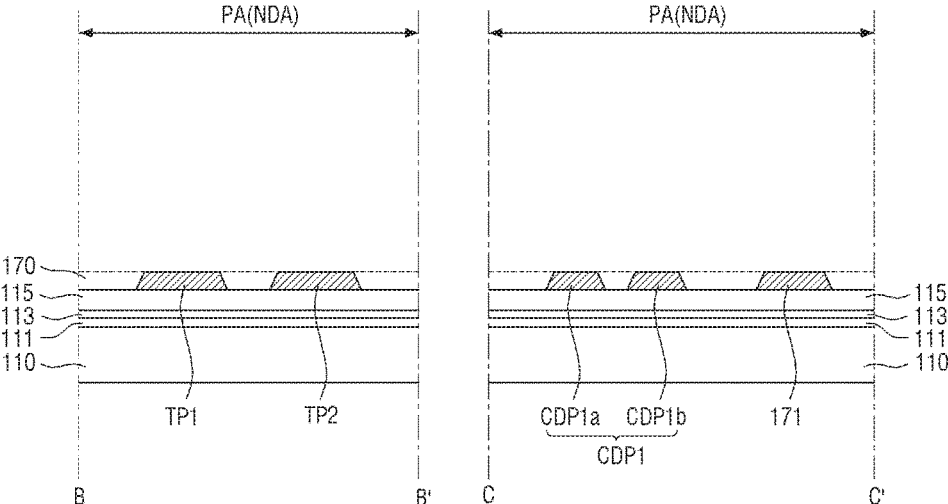 PA(NDA) PA(NDA)
170
115 115
113 113
111 111
110 110
TP1 TP2 CDP1a CDP1b 171
CDP1
B B' C C'